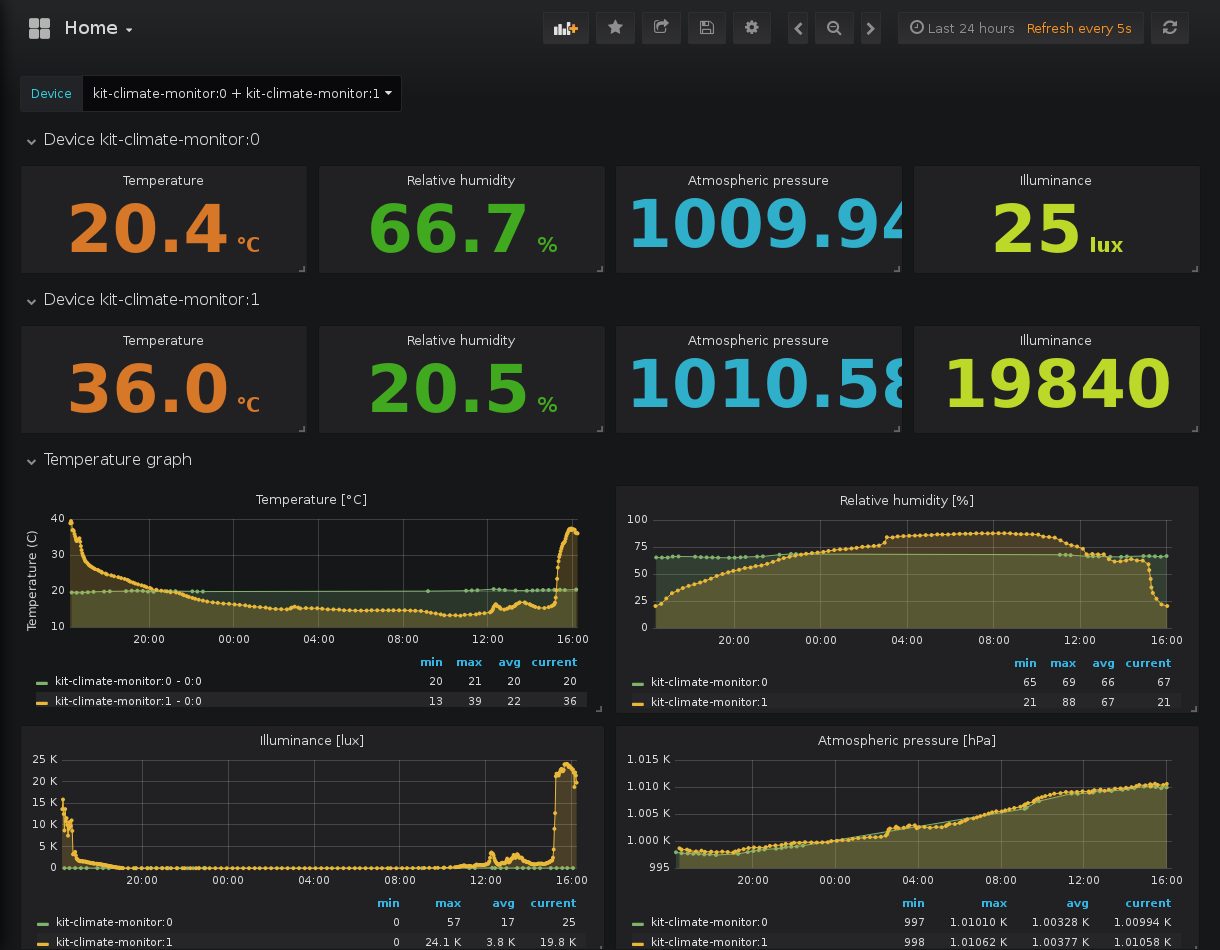 Home
Last 24 hours Refresh every 5s
Device kit-climate-monitor:0 + kit-climate-monitor:1
Device kit-climate-monitor:0
Temperature Relative humidity Atmospheric pressure Illuminance
20.4 °C 66.7 % 1009.94 25 lux
Device kit-climate-monitor:1
Temperature Relative humidity Atmospheric pressure Illuminance
36.0 °C 20.5 % 1010.58 19840
Temperature graph
Temperature [°C]
Temperature (C)
40
30
20
10
20:00 00:00 04:00 08:00 12:00 16:00
min max avg current
kit-climate-monitor:0 - 0:0 20 21 20 20
kit-climate-monitor:1 - 0:0 13 39 22 36
Relative humidity [%]
100
75
50
25
0
20:00 00:00 04:00 08:00 12:00 16:00
min max avg current
kit-climate-monitor:0 65 69 66 67
kit-climate-monitor:1 21 88 67 21
Illuminance [lux]
25 K
20 K
15 K
10 K
5 K
0
20:00 00:00 04:00 08:00 12:00 16:00
min max avg current
kit-climate-monitor:0 0 57 17 25
kit-climate-monitor:1 0 24.1 K 3.8 K 19.8 K
Atmospheric pressure [hPa]
1.015 K
1.010 K
1.005 K
1.000 K
995
20:00 00:00 04:00 08:00 12:00 16:00
min max avg current
kit-climate-monitor:0 997 1.01010 K 1.00328 K 1.00994 K
kit-climate-monitor:1 998 1.01062 K 1.00377 K 1.01058 K